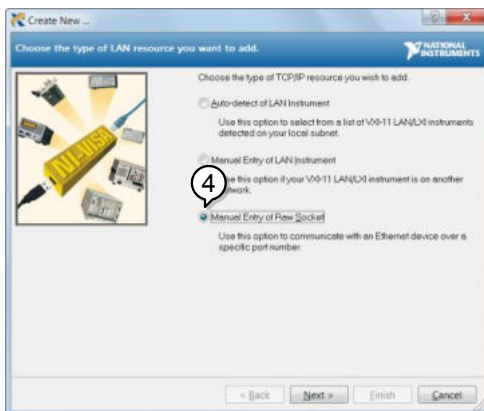 Create New ...
Choose the type of LAN resource you want to add.
NATIONAL
INSTRUMENTS
Choose the type of TCP/IP resource you wish to add.
Auto-detect of LAN Instrument
Use this option to select from a list of VXI-11 LAN/LXI instruments
detected on your local subnet.
Manual Entry of LAN Instrument
se this option if your VXI-11 LAN/LXI instrument is on another
twork.
4
Manual Entry of Raw Socket
Use this option to communicate with an Ethernet device over a
specific port number.
NI-VISA
< Back
Next >
Finish
Cancel